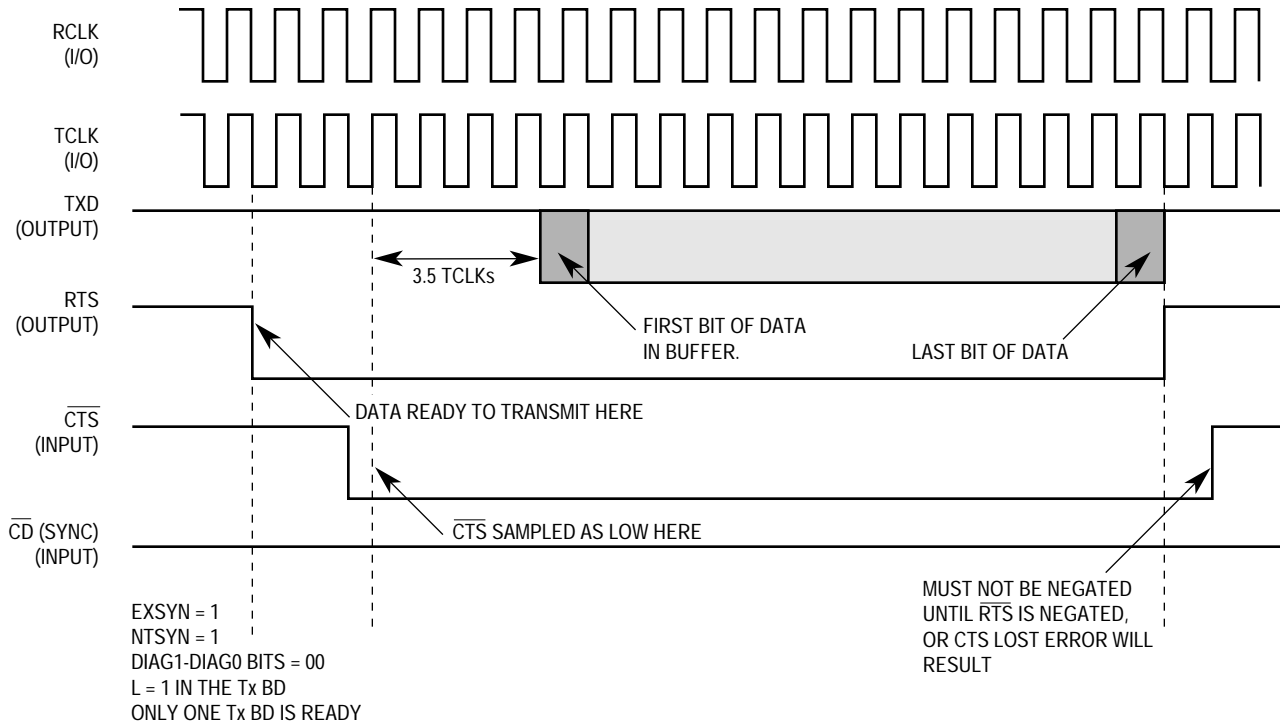 RCLK
(I/O)
TCLK
(I/O)
TXD
(OUTPUT)
3.5 TCLKs
RTS
(OUTPUT)
FIRST BIT OF DATA
IN BUFFER.
LAST BIT OF DATA
DATA READY TO TRANSMIT HERE
CTS
(INPUT)
CTS SAMPLED AS LOW HERE
CD (SYNC)
(INPUT)
MUST NOT BE NEGATED
UNTIL RTS IS NEGATED,
OR CTS LOST ERROR WILL
RESULT
EXSYN = 1
NTSYN = 1
DIAG1-DIAG0 BITS = 00
L = 1 IN THE Tx BD
ONLY ONE Tx BD IS READY